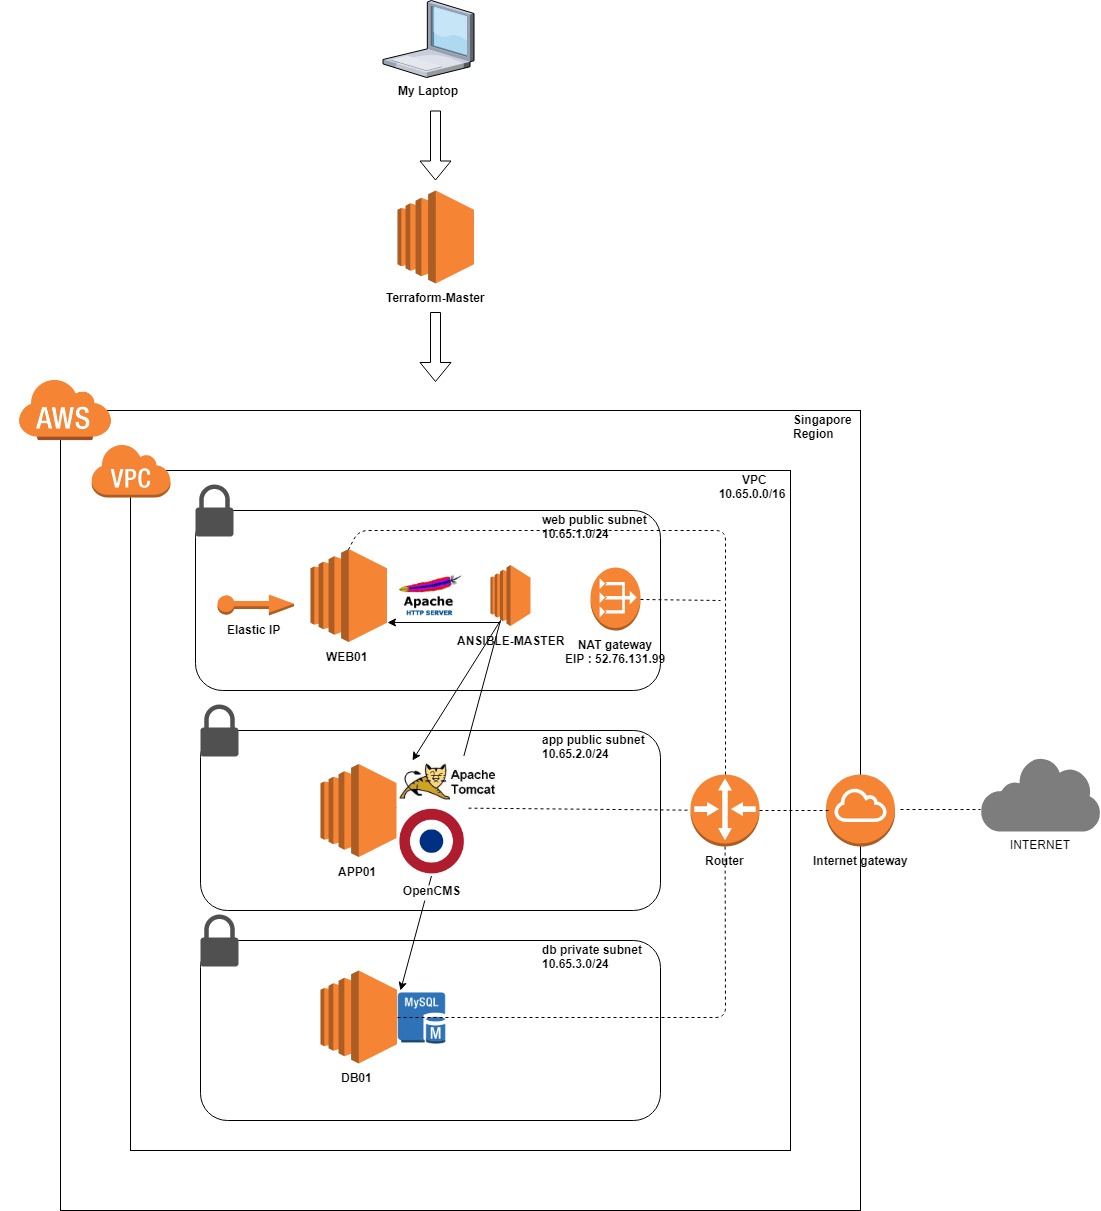 My Laptop
Terraform-Master
AWS
Singapore
Region
VPC
VPC
10.65.0.0/16
web public subnet
10.65.1.0/24
Elastic IP
WEB01
Apache
HTTP SERVER
ANSIBLE-MASTER
NAT gateway
EIP : 52.76.131.99
app public subnet
10.65.2.0/24
Apache
Tomcat
APP01
OpenCMS
Router
Internet gateway
INTERNET
db private subnet
10.65.3.0/24
MySQL
M
DB01